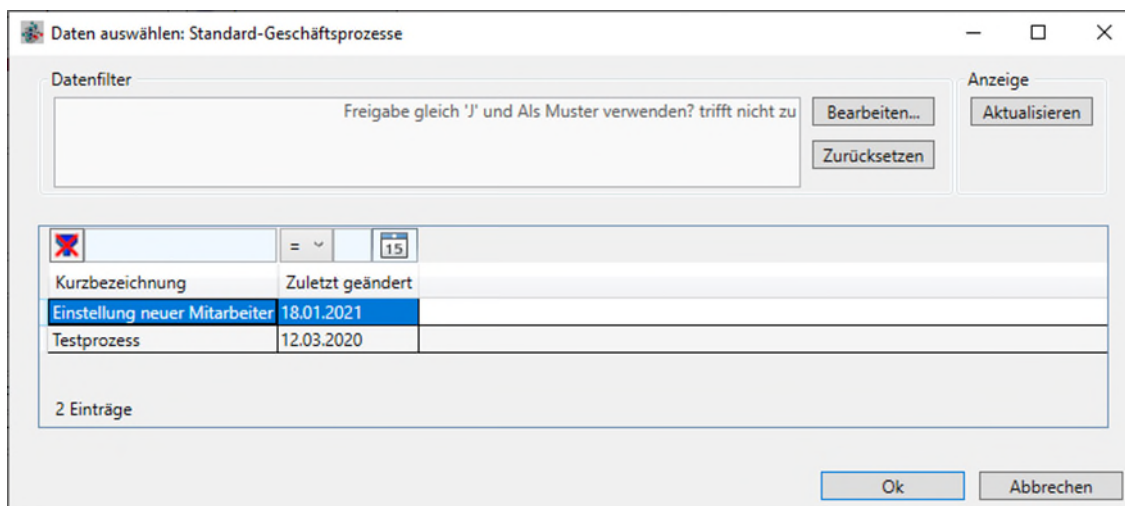 Daten auswählen: Standard-Geschäftsprozesse
Datenfilter
Anzeige
Freigabe gleich 'J' und Als Muster verwenden? trifft nicht zu
Bearbeiten...
Aktualisieren
Zurücksetzen
=
15
Kurzbezeichnung Zuletzt geändert
Einstellung neuer Mitarbeiter 18.01.2021
Testprozess 12.03.2020
2 Einträge
Ok Abbrechen